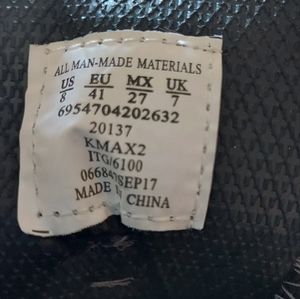 ALL MAN-MADE MATERIALS
US EU MX UK
8 41 27 7
6954704202632
20137
KMAX2
ITG/6100
SEP17
MADE IN CHINA